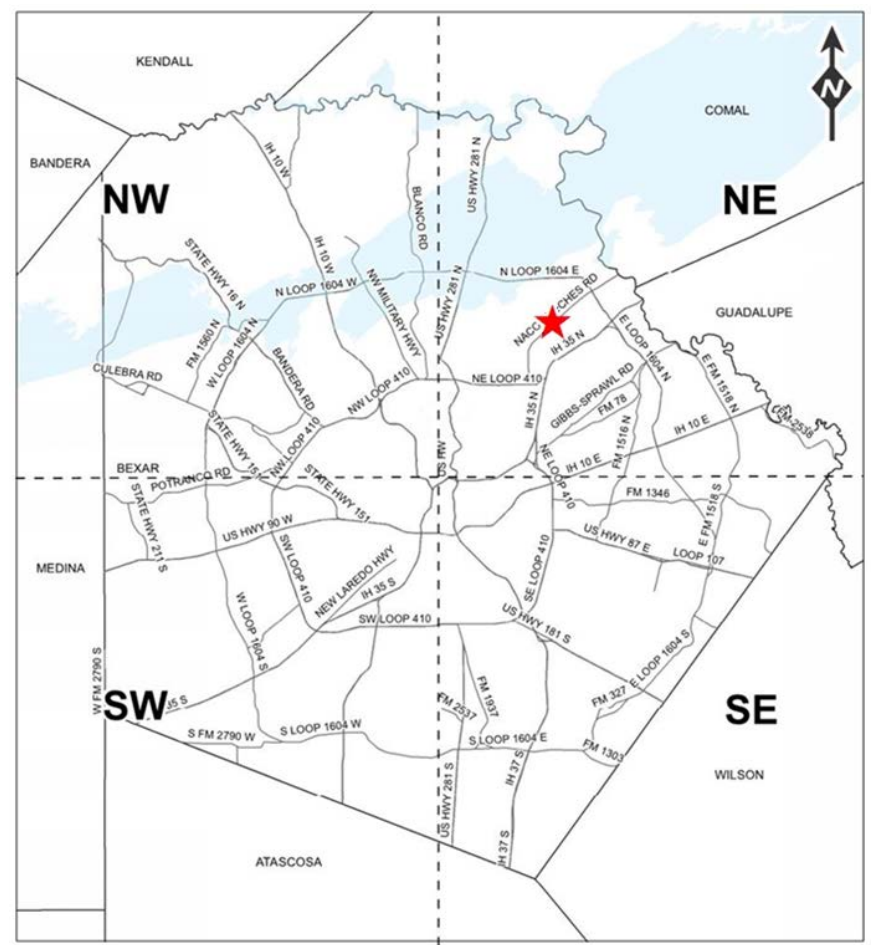 KENDALL
COMAL
N
BANDERA
NW
NE
IH 10 W
US HWY 281 N
BLANCO RD
STATE HWY 16 N
IH 10 W
N LOOP 1604 W
N LOOP 1604 E
NW MILITARY HWY
US HWY 281 N
NACO
CHES RD
GUADALUPE
FM 1560 N
W LOOP 1604 N
IH 35 N
E LOOP 1604 N
CULEBRA RD
BANDERA RD
NW LOOP 410
NE LOOP 410
GIBBS-SPRAWL RD
E FM 1518 N
FM 78
IH 35 N
FM 2538
STATE HWY 151
NW LOOP 410
FM 1516 N
IH 10 E
BEXAR
POTRANCO RD
US HW
NE LOOP 410
IH 10 E
STATE HWY 151
FM 1346
STATE HWY 211 S
US HWY 90 W
E FM 1518 S
US HWY 87 E
LOOP 107
MEDINA
SW LOOP 410
NEW LAREDO HWY
IH 35 S
SE LOOP 410
W LOOP 1604 S
SW LOOP 410
US HWY 181 S
E LOOP 1604 S
W FM 2790 S
FM 1937
FM 327
SW
35 S
FM 2537
SE
S FM 2790 W
S LOOP 1604 W
S LOOP 1604 E
FM 1303
IH 37 S
WILSON
US HWY 281 S
IH 37 S
ATASCOSA